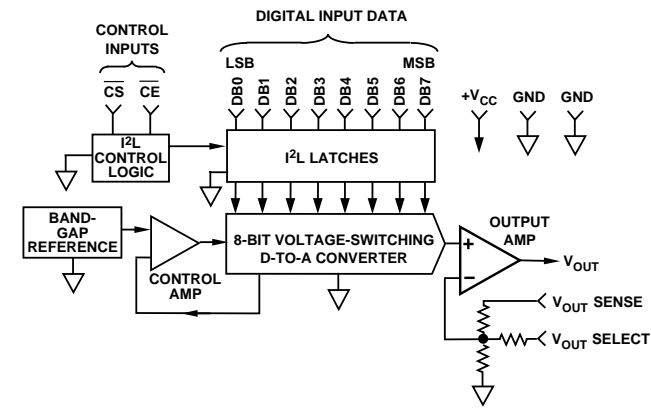 DIGITAL INPUT DATA
CONTROL
INPUTS
LSB
MSB
CS
CE
DB0
DB1
DB2
DB3
DB4
DB5
DB6
DB7
+VCC
GND
GND
I2L
CONTROL
LOGIC
I2L LATCHES
BAND-
GAP
REFERENCE
CONTROL
AMP
8-BIT VOLTAGE-SWITCHING
D-TO-A CONVERTER
OUTPUT
AMP
+
–
VOUT
VOUT SENSE
VOUT SELECT